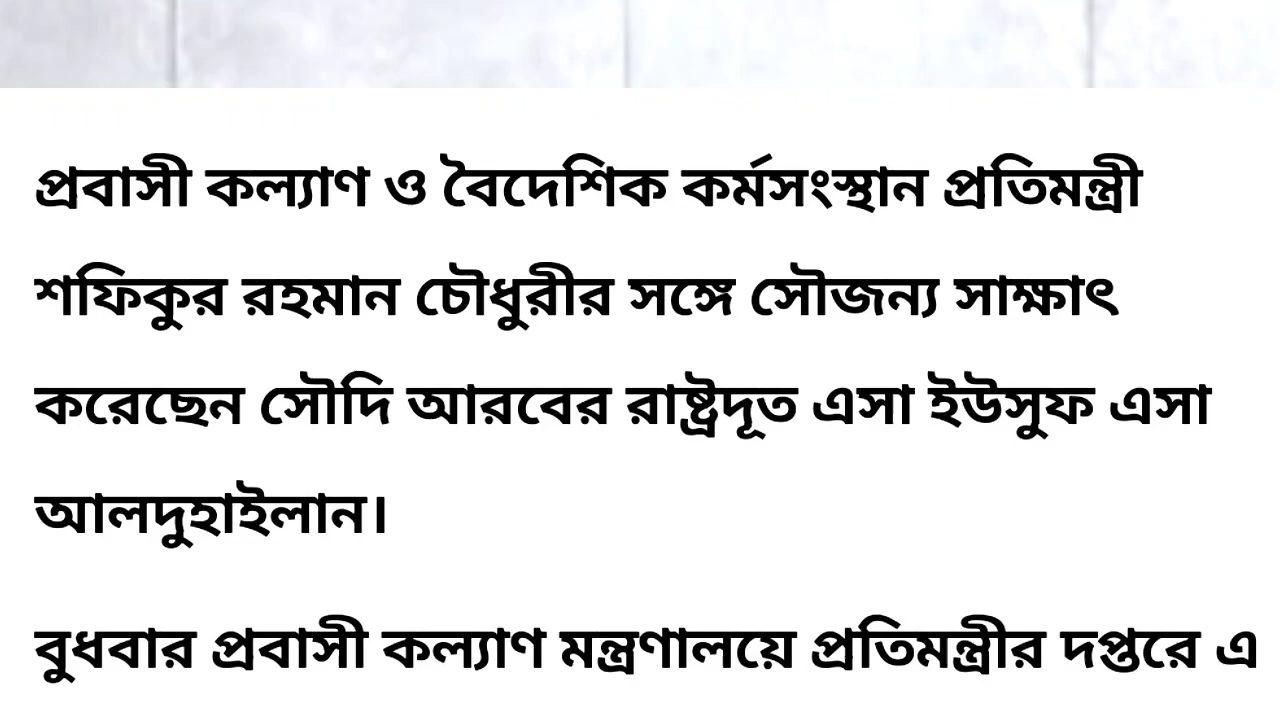 প্রবাসী কল্যাণ ও বৈদেশিক কর্মসংস্থান প্রতিমন্ত্রী
শফিকুর রহমান চৌধুরীর সঙ্গে সৌজন্য সাক্ষাৎ
করেছেন সৌদি আরবের রাষ্ট্রদূত এসা ইউসুফ এসা
আলদুহাইলান।
বুধবার প্রবাসী কল্যাণ মন্ত্রণালয়ে প্রতিমন্ত্রীর দপ্তরে এ